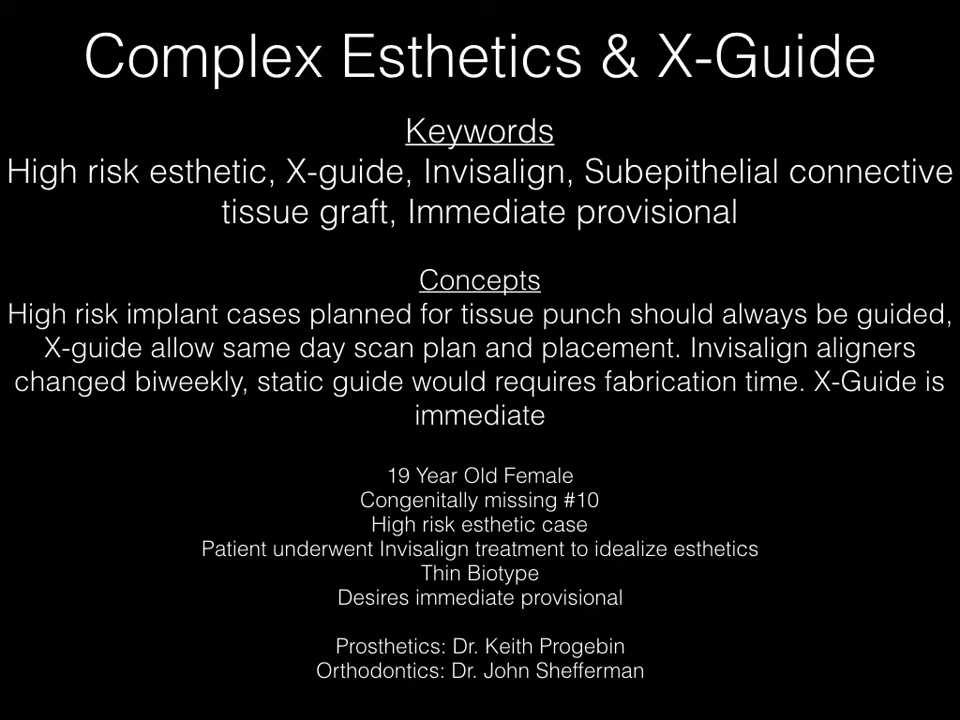 Complex Esthetics & X-Guide
Keywords
High risk esthetic, X-guide, Invisalign, Subepithelial connective
tissue graft, Immediate provisional
Concepts
High risk implant cases planned for tissue punch should always be guided,
X-guide allow same day scan plan and placement. Invisalign aligners
changed biweekly, static guide would requires fabrication time. X-Guide is
immediate
19 Year Old Female
Congenitally missing #10
High risk esthetic case
Patient underwent Invisalign treatment to idealize esthetics
Thin Biotype
Desires immediate provisional
Prosthetics: Dr. Keith Progebin
Orthodontics: Dr. John Shefferman